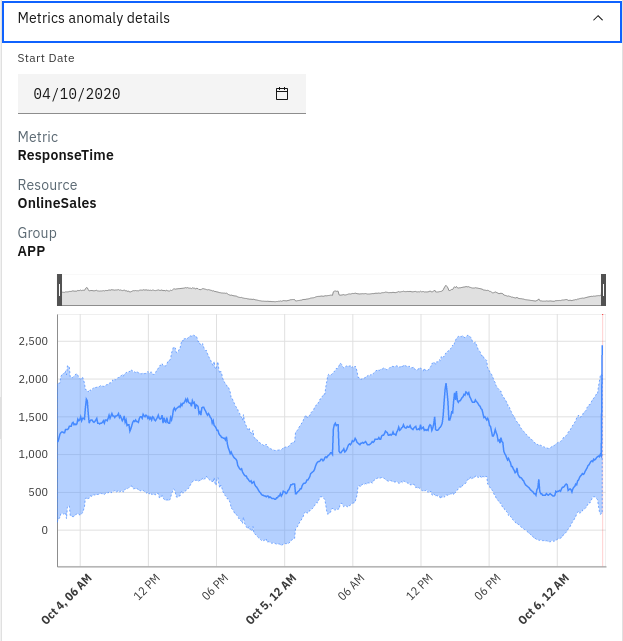 Metrics anomaly details
Start Date
04/10/2020
Metric
ResponseTime
Resource
OnlineSales
Group
APP
2,500
2,000
1,500
1,000
500
0
Oct 4, 06 AM
12 PM
06 PM
Oct 5, 12 AM
06 AM
12 PM
06 PM
Oct 6, 12 AM